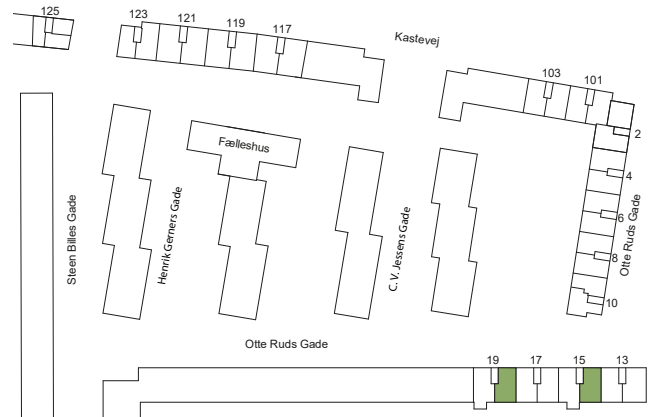 125
123
121
119
117
Kastevej
103
101
2
4
6
8
10
Fælleshus
Steen Billes Gade
Henrik Gerners Gade
C.V. Jessens Gade
Otte Ruds Gade
Otte Ruds Gade
19
17
15
13